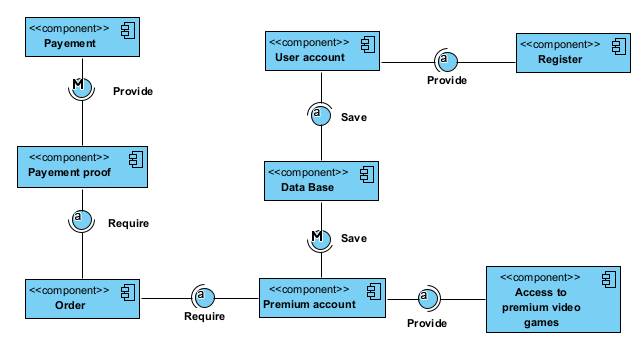 <<component>>
Payement
M
Provide
<<component>>
Payement proof
a
Require
<<component>>
Order
a
Require
<<component>>
User account
a
Provide
<<component>>
Register
a
Save
<<component>>
Data Base
M
Save
<<component>>
Premium account
a
Provide
<<component>>
Access to
premium video
games